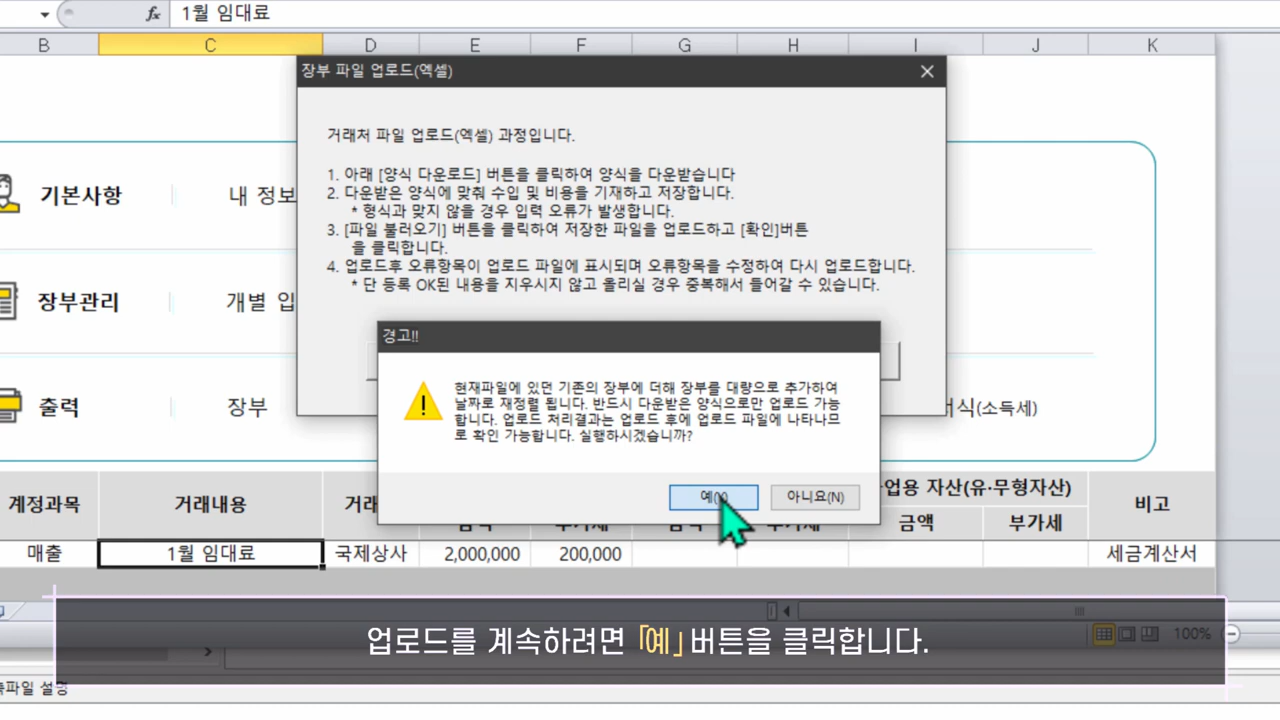 fx 1월 임대료
B C D E F G H I J K
장부 파일 업로드(엑셀)
거래처 파일 업로드(엑셀) 과정입니다.
1. 아래 [양식 다운로드] 버튼을 클릭하여 양식을 다운받습니다
2. 다운받은 양식에 맞춰 수입 및 비용을 기재하고 저장합니다.
* 형식과 맞지 않을 경우 입력 오류가 발생합니다.
3. [파일 불러오기] 버튼을 클릭하여 저장한 파일을 업로드하고 [확인]버튼
을 클릭합니다.
4. 업로드후 오류항목이 업로드 파일에 표시되며 오류항목을 수정하여 다시 업로드합니다.
* 단 등록 OK된 내용을 지우시지 않고 올리실 경우 중복해서 들어갈 수 있습니다.
기본사항 내 정보
장부관리 개별 입
출력 장부 서식(소득세)
경고!!
현재파일에 있던 기존의 장부에 더해 장부를 대량으로 추가하여
날짜로 재정렬 됩니다. 반드시 다운받은 양식으로만 업로드 가능
합니다. 업로드 처리결과는 업로드 후에 업로드 파일에 나타나므
로 확인 가능합니다. 실행하시겠습니까?
예(Y) 아니요(N)
계정과목 거래내용 거래 업용 자산(유·무형자산) 비고
금액 부가세 금액 부가세 금액 부가세
매출 1월 임대료 국제상사 2,000,000 200,000 세금계산서
업로드를 계속하려면 「예」 버튼을 클릭합니다.
100%
파일 설명